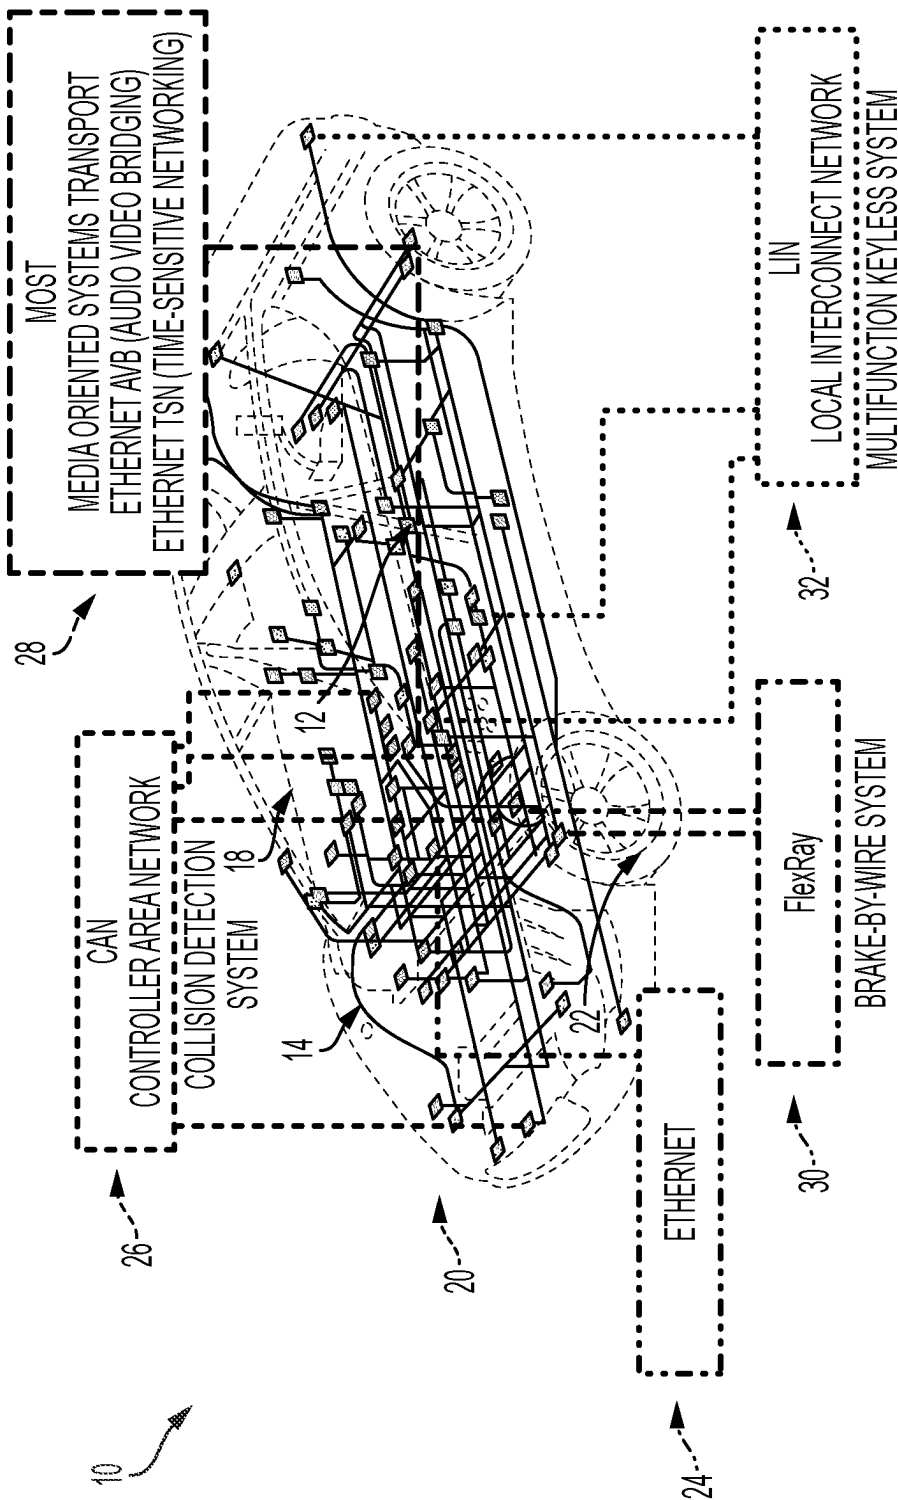 10
26
CAN
CONTROLLER AREA NETWORK
COLLISION DETECTION
SYSTEM
28
MOST
MEDIA ORIENTED SYSTEMS TRANSPORT
ETHERNET AVB (AUDIO VIDEO BRIDGING)
ETHERNET TSN (TIME-SENSITIVE NETWORKING)
14
18
12
20
22
24
ETHERNET
30
FlexRay
BRAKE-BY-WIRE SYSTEM
32
LIN
LOCAL INTERCONNECT NETWORK
MULTIFUNCTION KEYLESS SYSTEM